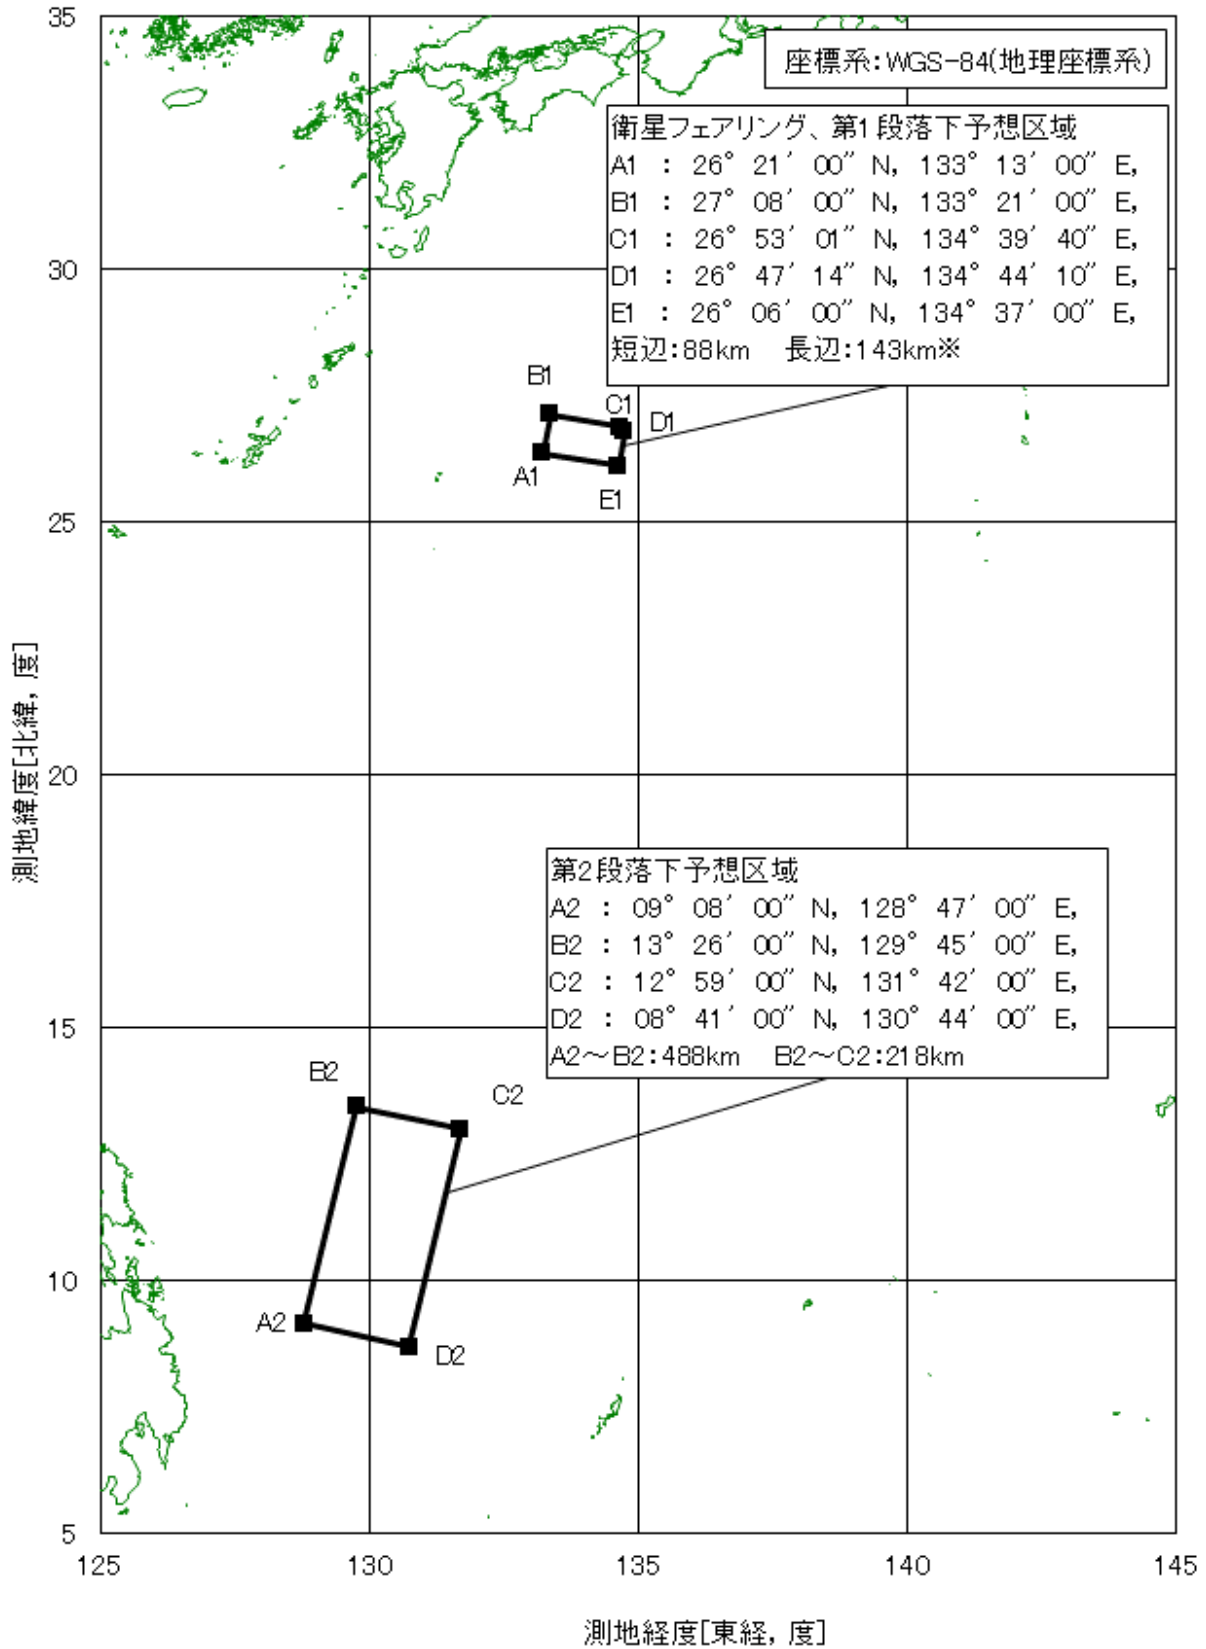 35
座標系:WGS-84(地理座標系)
衛星フェアリング、第1段落下予想区域
A1 : 26° 21′ 00″ N, 133° 13′ 00″ E,
B1 : 27° 08′ 00″ N, 133° 21′ 00″ E,
C1 : 26° 53′ 01″ N, 134° 39′ 40″ E,
D1 : 26° 47′ 14″ N, 134° 44′ 10″ E,
E1 : 26° 06′ 00″ N, 134° 37′ 00″ E,
短辺:88km 長辺:143km※
30
B1
C1
D1
A1
E1
25
測地緯度[北緯, 度]
20
第2段落下予想区域
A2 : 09° 08′ 00″ N, 128° 47′ 00″ E,
B2 : 13° 26′ 00″ N, 129° 45′ 00″ E,
C2 : 12° 59′ 00″ N, 131° 42′ 00″ E,
D2 : 08° 41′ 00″ N, 130° 44′ 00″ E,
A2～B2:488km B2～C2:218km
15
B2
C2
10
A2
D2
5
125 130 135 140 145
測地経度[東経, 度]